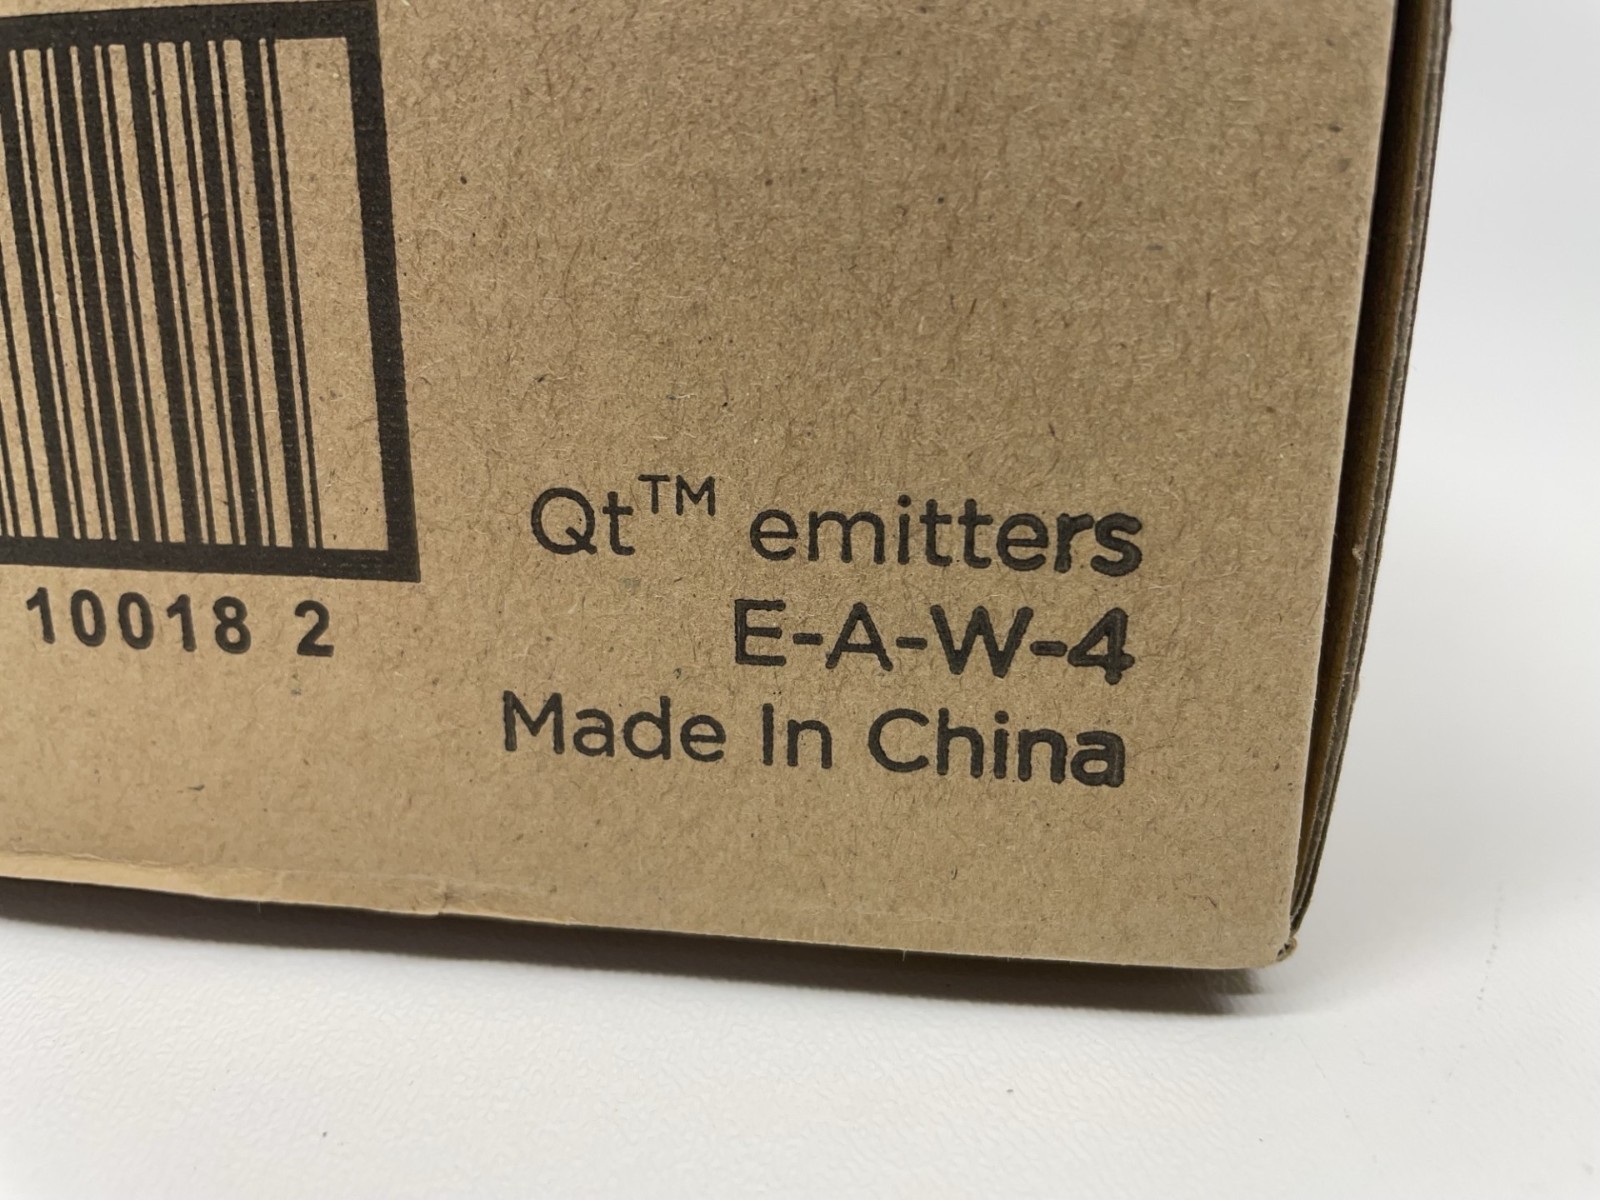 10018 2
Qt™ emitters
E-A-W-4
Made In China